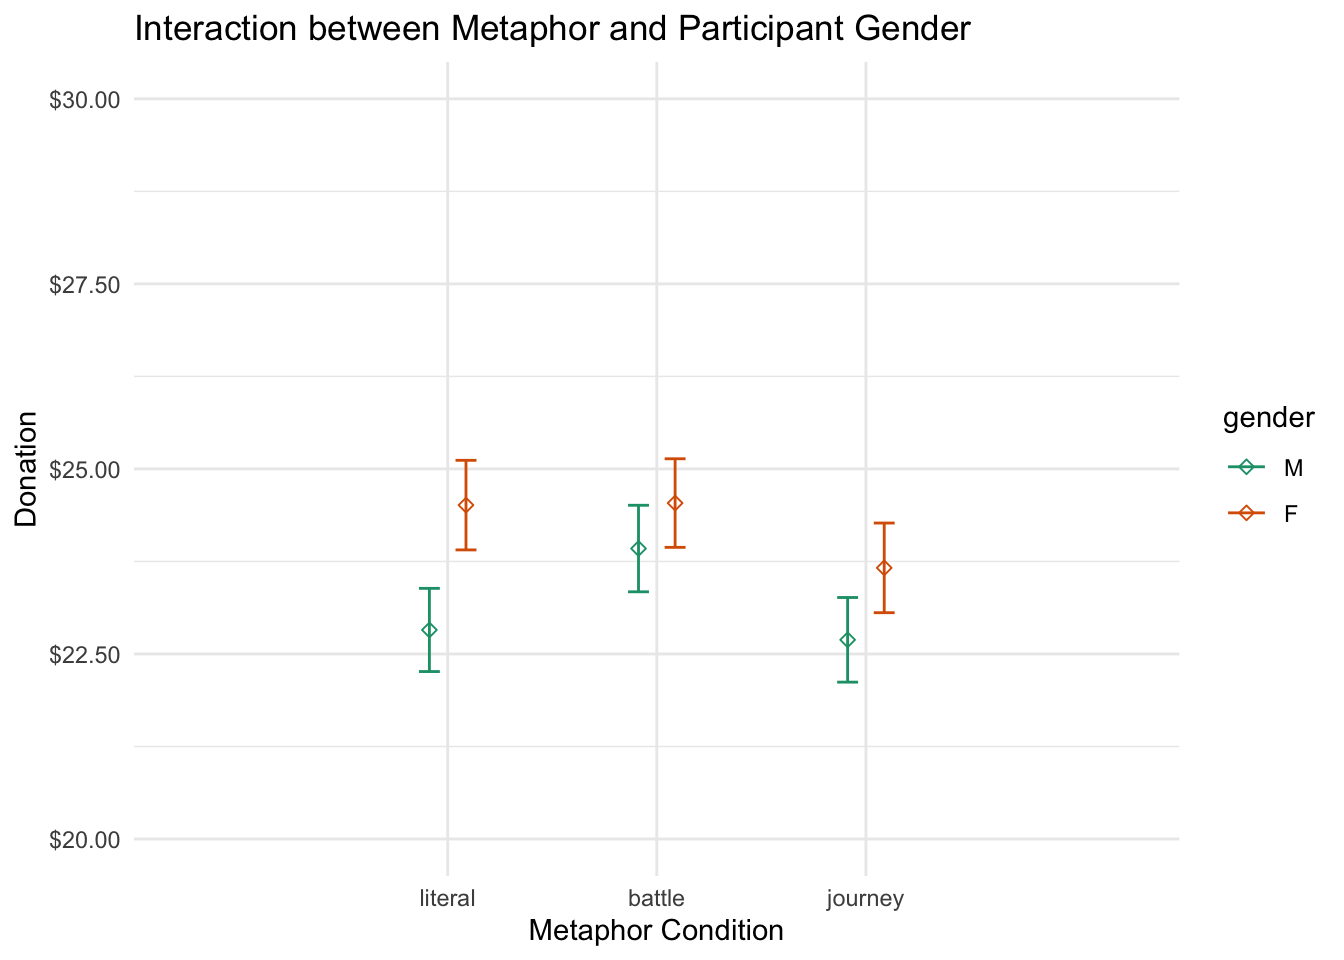 Interaction between Metaphor and Participant Gender
$30.00
$27.50
$25.00
$22.50
$20.00
Donation
literal
battle
journey
Metaphor Condition
gender
M
F